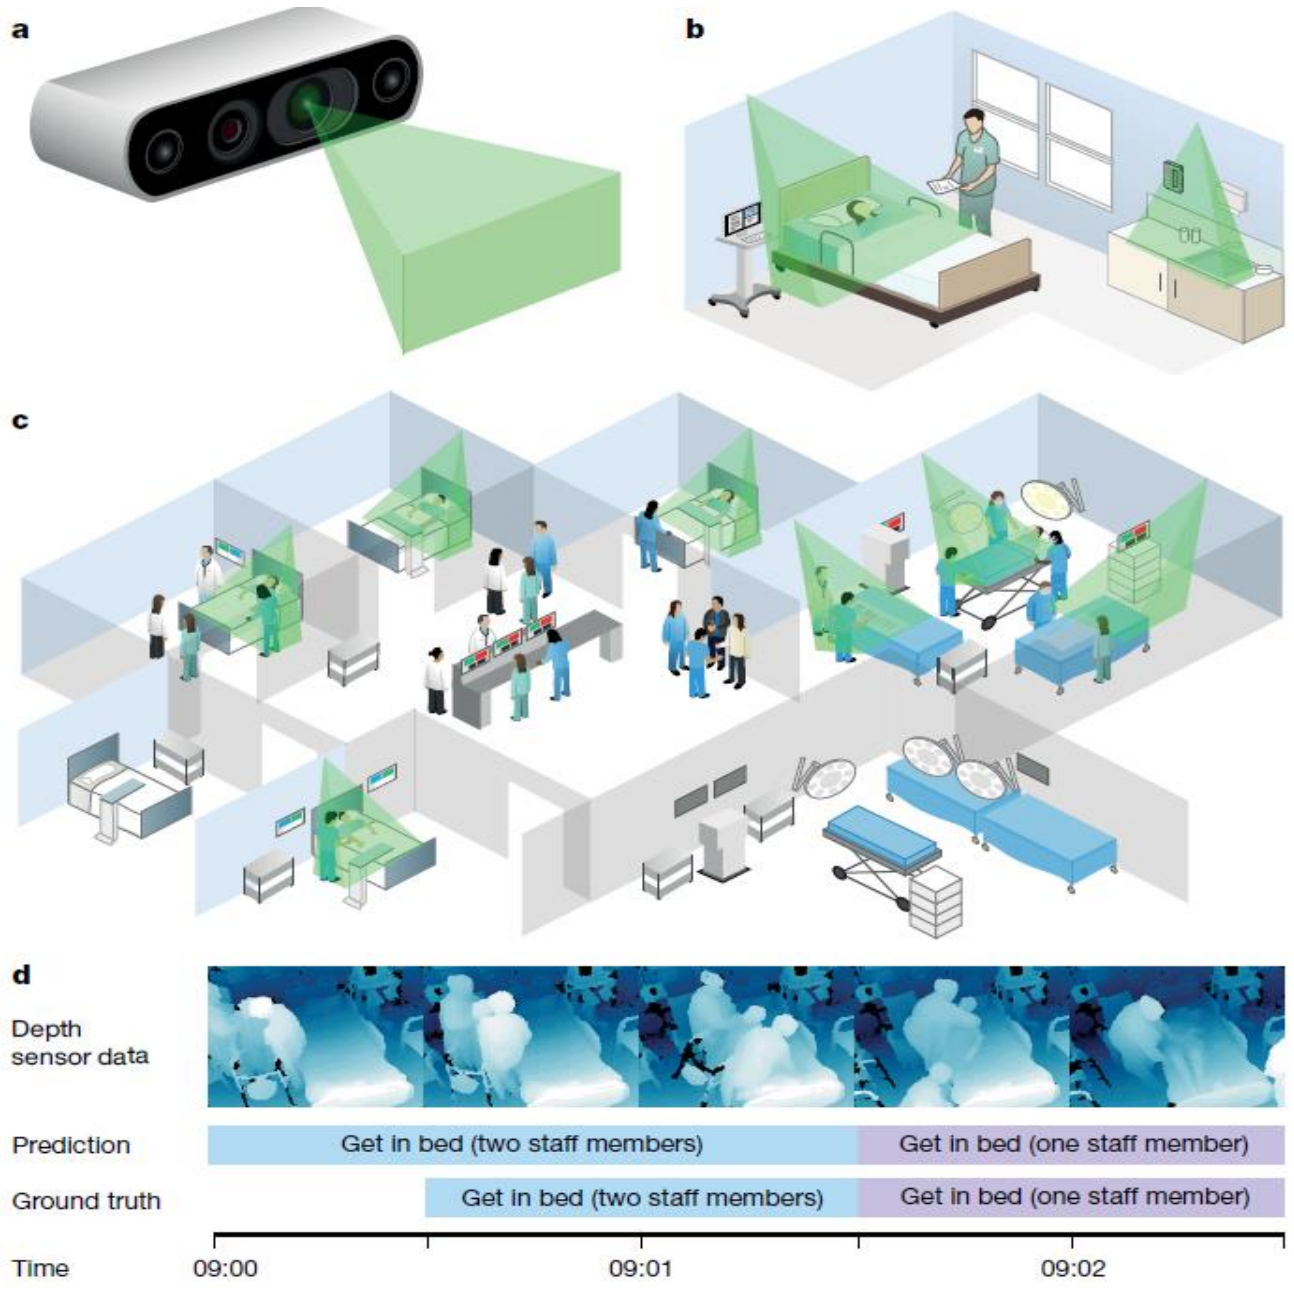 a
b
c
d
Depth
sensor data
Prediction
Get in bed (two staff members)
Get in bed (one staff member)
Ground truth
Get in bed (two staff members)
Get in bed (one staff member)
Time
09:00
09:01
09:02